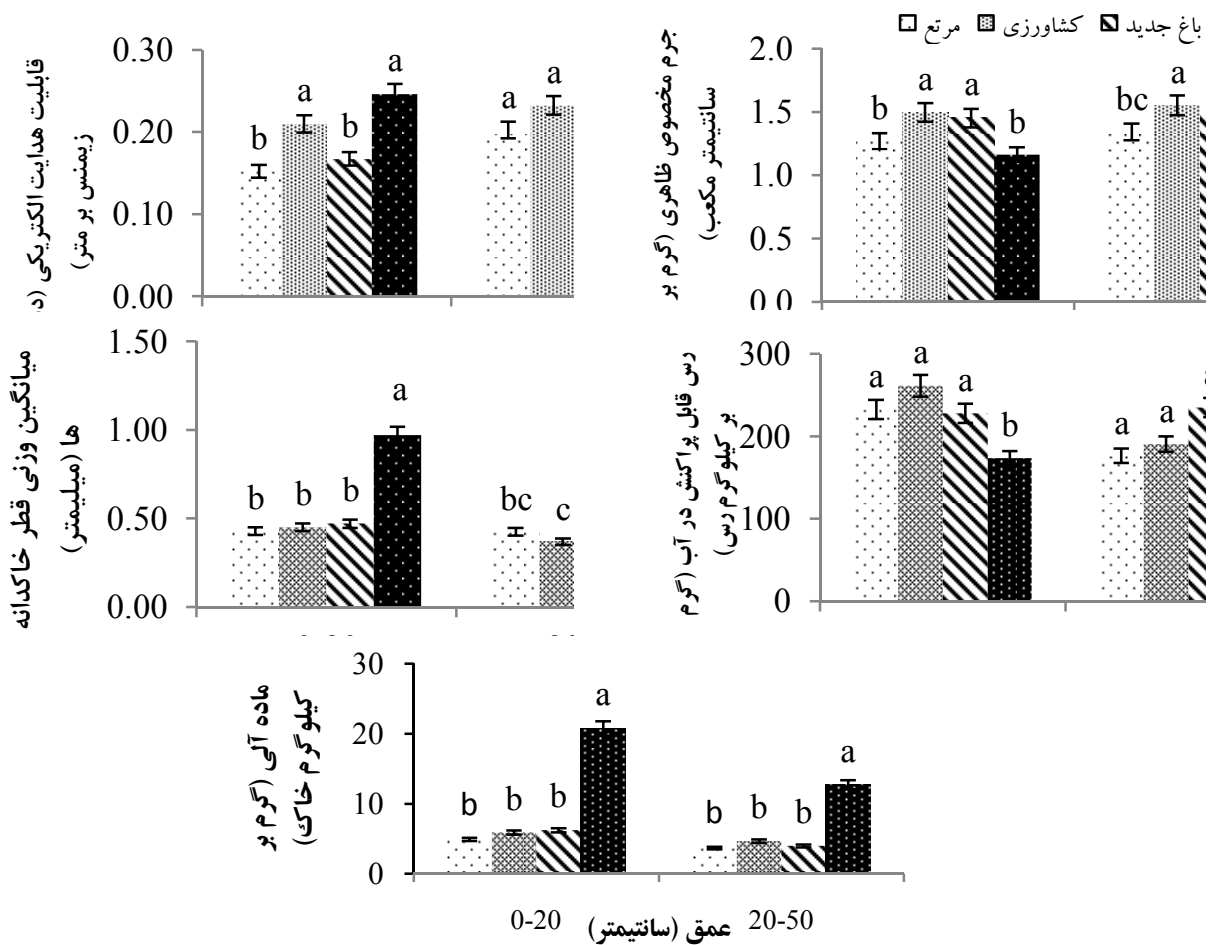 مرتع کشاورزی باغ جدید
قابلیت هدایت الکتریکی (د
زیمنس بر متر)
0.30
0.20
0.10
0.00
b a b a a a
جرم مخصوص ظاهری (گرم بر
سانتیمتر مکعب)
2.0
1.5
1.0
0.5
0.0
b a a b bc a
میانگین وزنی قطر خاکدانه
ها (میلیمتر)
1.50
1.00
0.50
0.00
b b b a bc c
رس قابل پراکنش در آب (گرم
بر کیلوگرم رس)
300
200
100
0
a a a b a a
ماده آلی (گرم بر
کیلوگرم خاک)
30
20
10
0
b b b a b b b a
0-20 20-50
عمق (سانتیمتر)